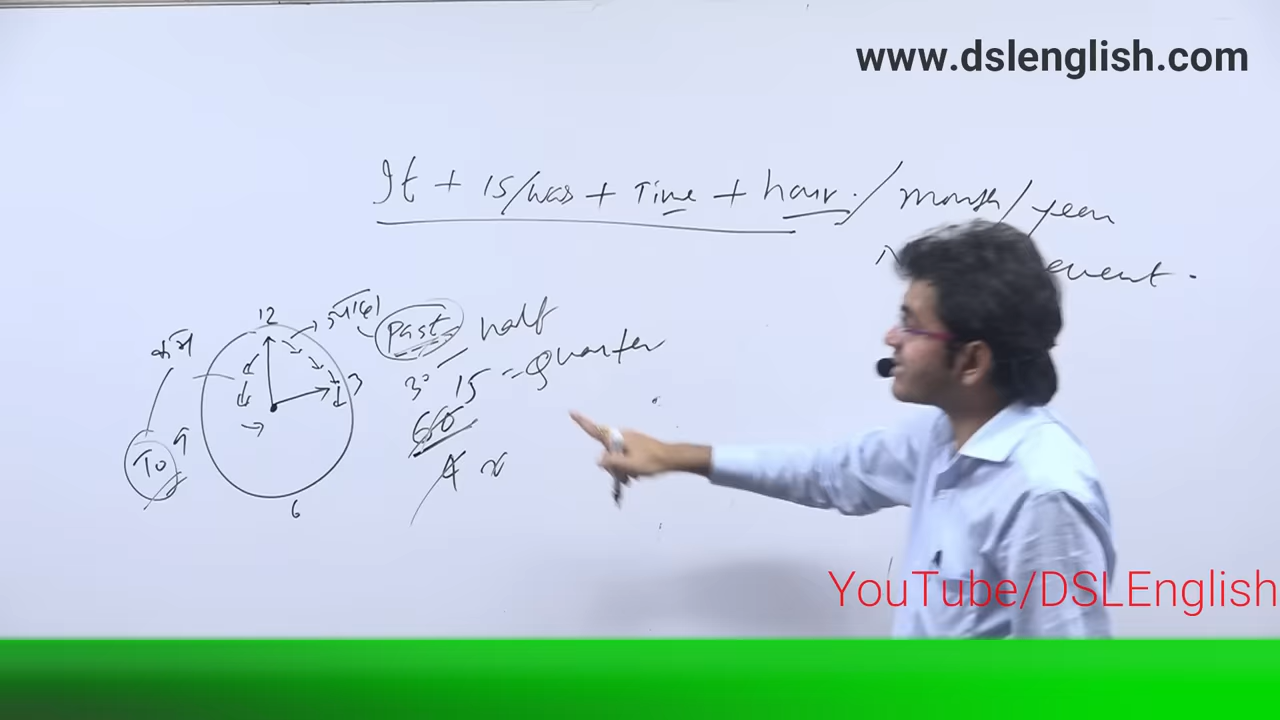 www.dslenglish.com
It + is/was + Time + hour. / month / year
event.
12
Past
half
3
30
15 = Quarter
9
To
6
YouTube/DSLEnglish